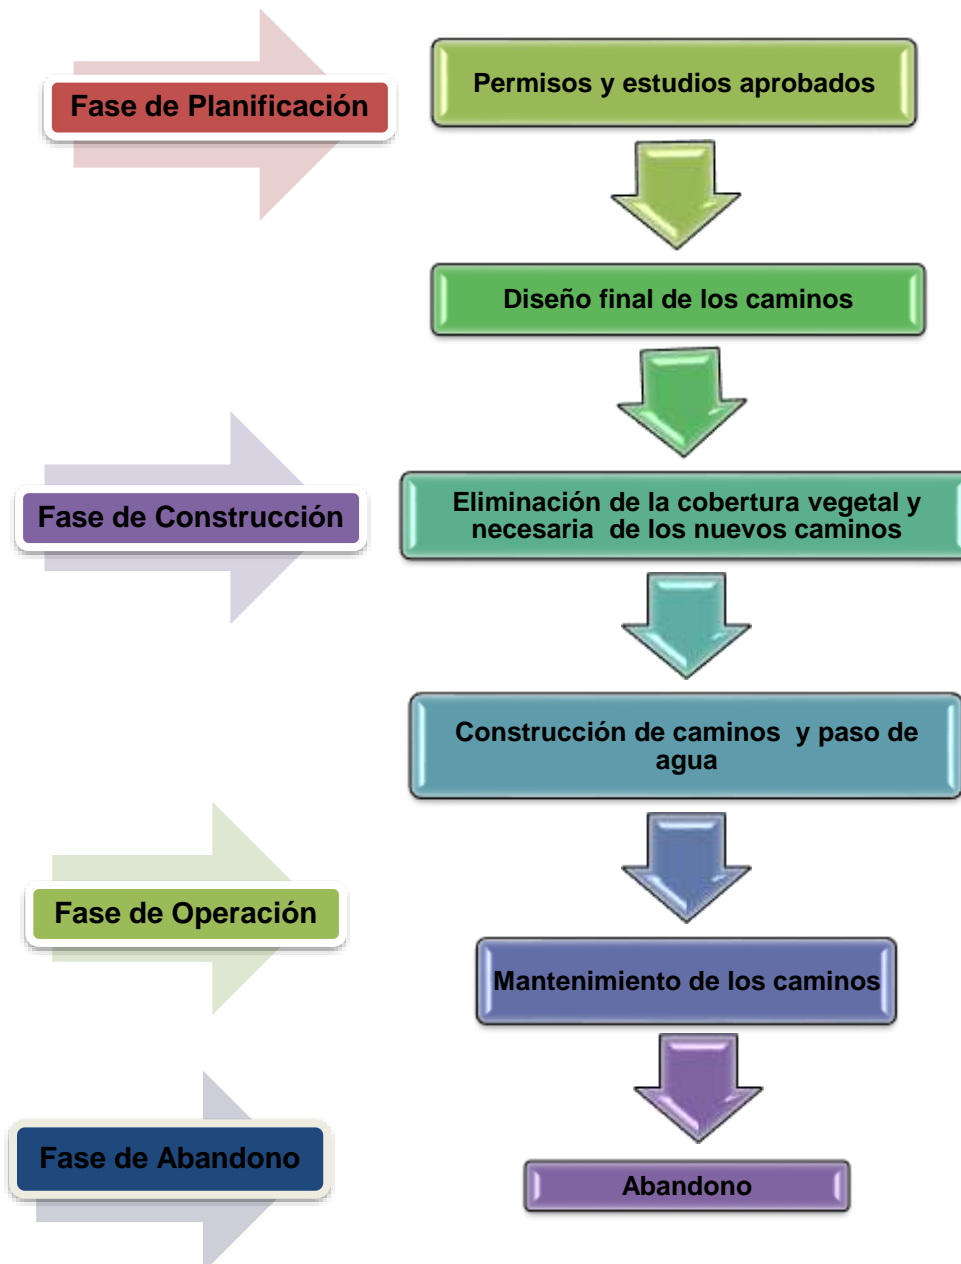 Fase de Planificación
Permisos y estudios aprobados
Diseño final de los caminos
Fase de Construcción
Eliminación de la cobertura vegetal y
necesaria de los nuevos caminos
Construcción de caminos y paso de
agua
Fase de Operación
Mantenimiento de los caminos
Fase de Abandono
Abandono